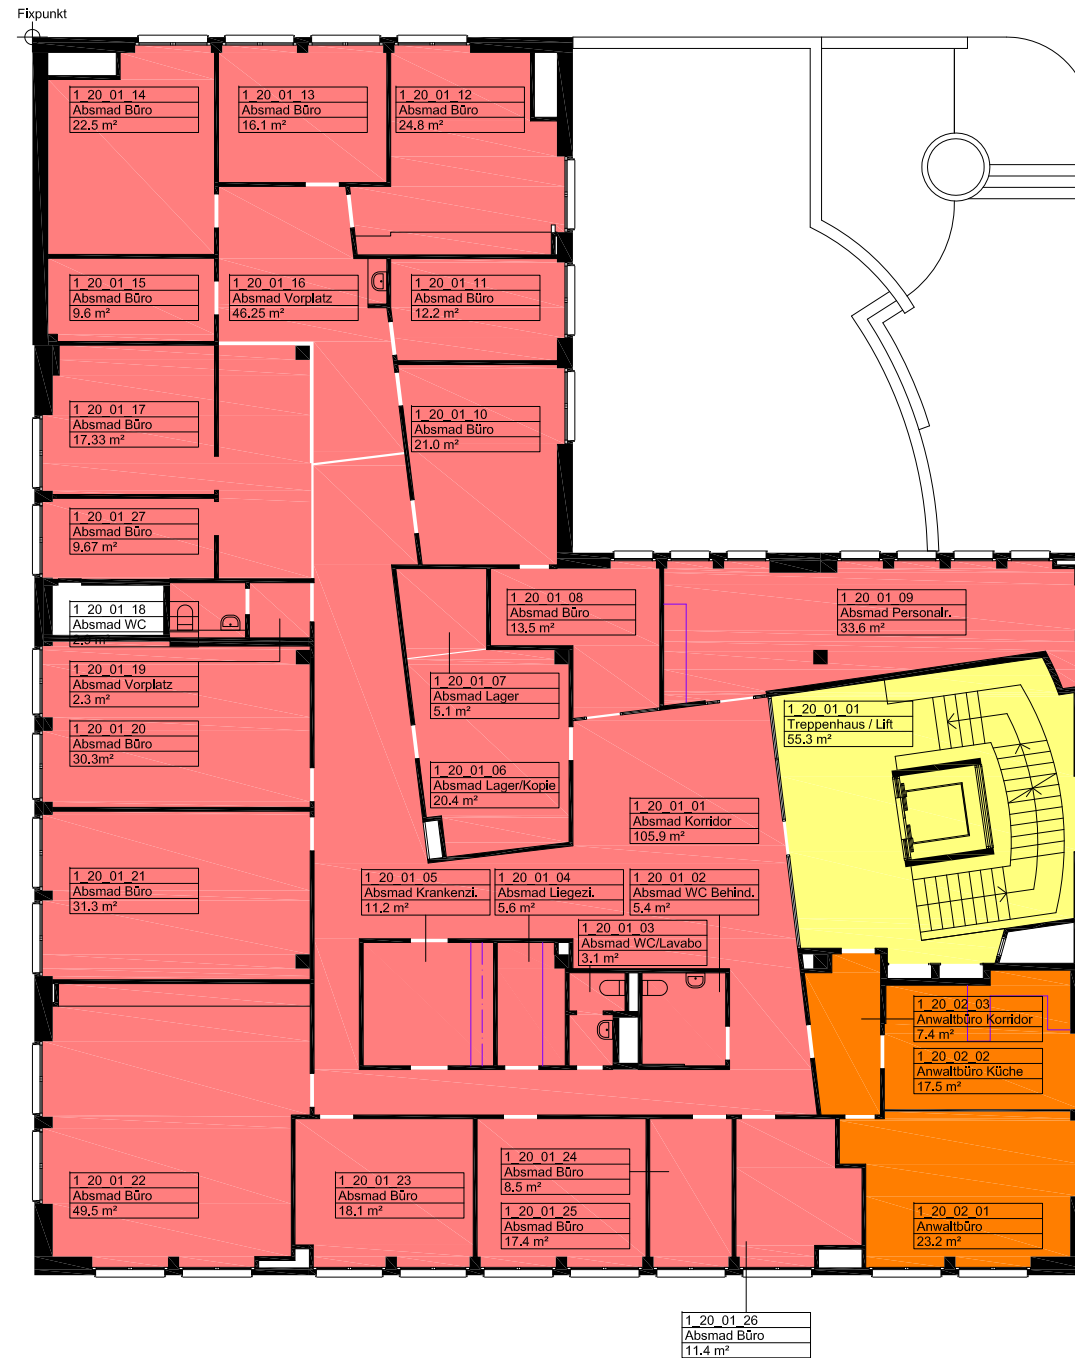 Fixpunkt
1_20_01_14
Absmad Büro
22.5 m²
1_20_01_13
Absmad Büro
16.1 m²
1_20_01_12
Absmad Büro
24.8 m²
1_20_01_15
Absmad Büro
9.6 m²
1_20_01_16
Absmad Vorplatz
46.25 m²
1_20_01_11
Absmad Büro
12.2 m²
1_20_01_17
Absmad Büro
17.33 m²
1_20_01_10
Absmad Büro
21.0 m²
1_20_01_27
Absmad Büro
9.67 m²
1_20_01_18
Absmad WC
1_20_01_08
Absmad Büro
13.5 m²
1_20_01_09
Absmad Personalr.
33.6 m²
1_20_01_19
Absmad Vorplatz
2.3 m²
1_20_01_07
Absmad Lager
5.1 m²
1_20_01_01
Treppenhaus / Lift
55.3 m²
1_20_01_20
Absmad Büro
30.3m²
1_20_01_06
Absmad Lager/Kopie
20.4 m²
1_20_01_01
Absmad Korridor
105.9 m²
1_20_01_21
Absmad Büro
31.3 m²
1_20_01_05
Absmad Krankenzi.
11.2 m²
1_20_01_04
Absmad Liegezi.
5.6 m²
1_20_01_02
Absmad WC Behind.
5.4 m²
1_20_01_03
Absmad WC/Lavabo
3.1 m²
1_20_02_03
Anwaltbüro Korridor
7.4 m²
1_20_02_02
Anwaltbüro Küche
17.5 m²
1_20_01_22
Absmad Büro
49.5 m²
1_20_01_23
Absmad Büro
18.1 m²
1_20_01_24
Absmad Büro
8.5 m²
1_20_01_25
Absmad Büro
17.4 m²
1_20_02_01
Anwaltbüro
23.2 m²
1_20_01_26
Absmad Büro
11.4 m²